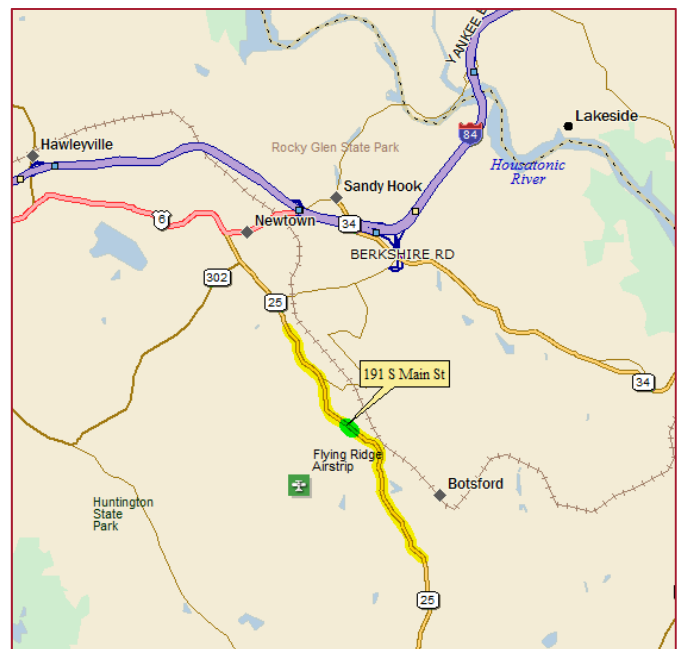 YANKEE E
Lakeside
84
Hawleyville
Rocky Glen State Park
Housatonic
River
Sandy Hook
6
Newtown
34
BERKSHIRE RD
302
25
191 S Main St
34
Flying Ridge
Airstrip
Botsford
Huntington
State
Park
25